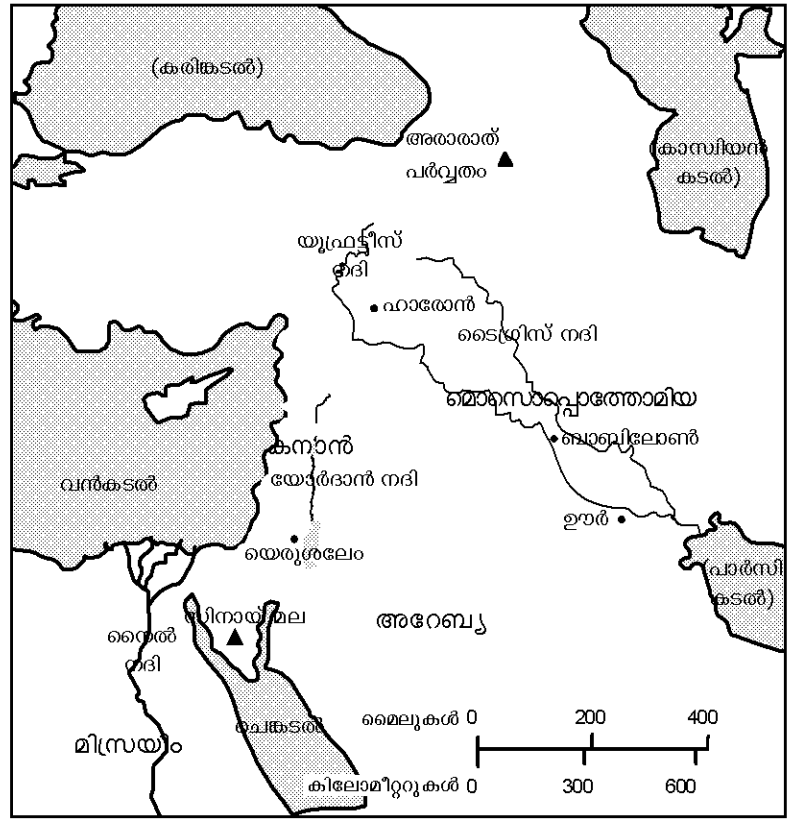 (കരിങ്കടൽ)
അരാരാത്
പർവ്വതം
(കാസ്പിയൻ
കടൽ)
യൂഫ്രട്ടീസ്
നദി
ഹാരോൻ
ടൈഗ്രിസ് നദി
മൊസൊപ്പൊത്തോമിയ
ബാബിലോൺ
കനാൻ
യോർദാൻ നദി
വൻകടൽ
ഊർ
യെരുശലേം
(പാർസി
കടൽ)
സിനായ് മല
അറേബ്യ
നൈൽ
നദി
ചെങ്കടൽ
മിസ്രയീം
മൈലുകൾ 0 200 400
കിലോമീറ്ററുകൾ 0 300 600